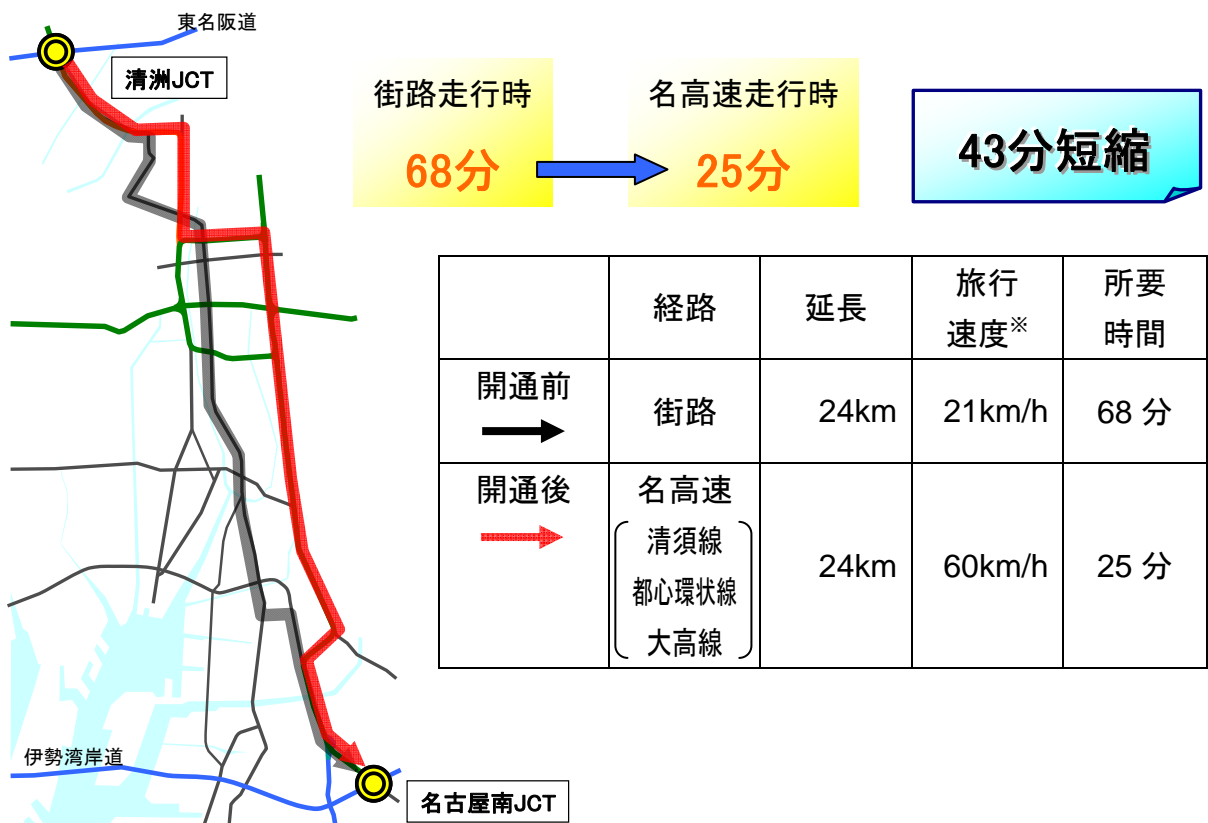 東名阪道
清洲JCT
街路走行時
68分
名高速走行時
25分
43分短縮
経路
延長
旅行
速度※
所要
時間
開通前
街路
24km
21km/h
68 分
開通後
名高速
清須線
都心環状線
大高線
24km
60km/h
25 分
伊勢湾岸道
名古屋南JCT